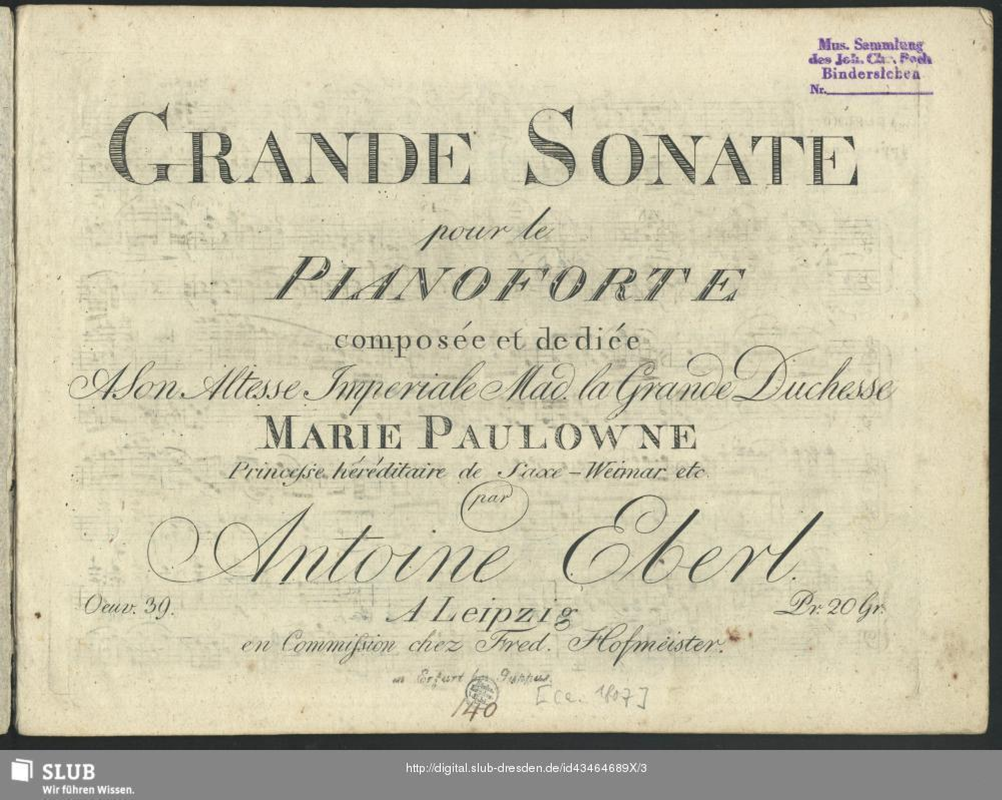 Mus. Sammlung
des Joh. Chr. Bach
Bindersleben
Nr.
GRANDE SONATE
pour le
PIANOFORTE
composée et dediée
A Son Altesse Imperiale Mad. la Grande Duchesse
MARIE PAULOWNE
Princesse héréditaire de Saxe-Weimar etc.
par
Antoine Eberl.
Oeuv. 39.
A Leipzig
Pr. 20 Gr.
en Commission chez Fred. Hofmëister.
Erfurt
[ca. 1807]
140
SLUB
Wir führen Wissen.
http://digital.slub-dresden.de/id43464689X/3